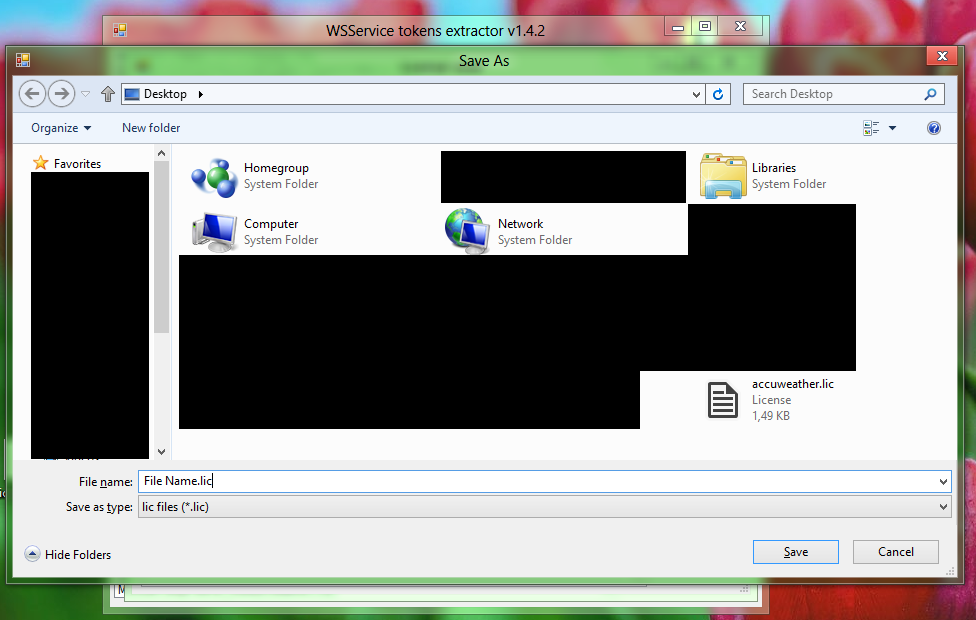 WSService tokens extractor v1.4.2
Save As
Desktop
Search Desktop
Organize
New folder
Favorites
Homegroup
System Folder
Libraries
System Folder
Computer
System Folder
Network
System Folder
accuweather.lic
License
1,49 KB
File name: File Name.lic
Save as type: lic files (*.lic)
Hide Folders
Save
Cancel